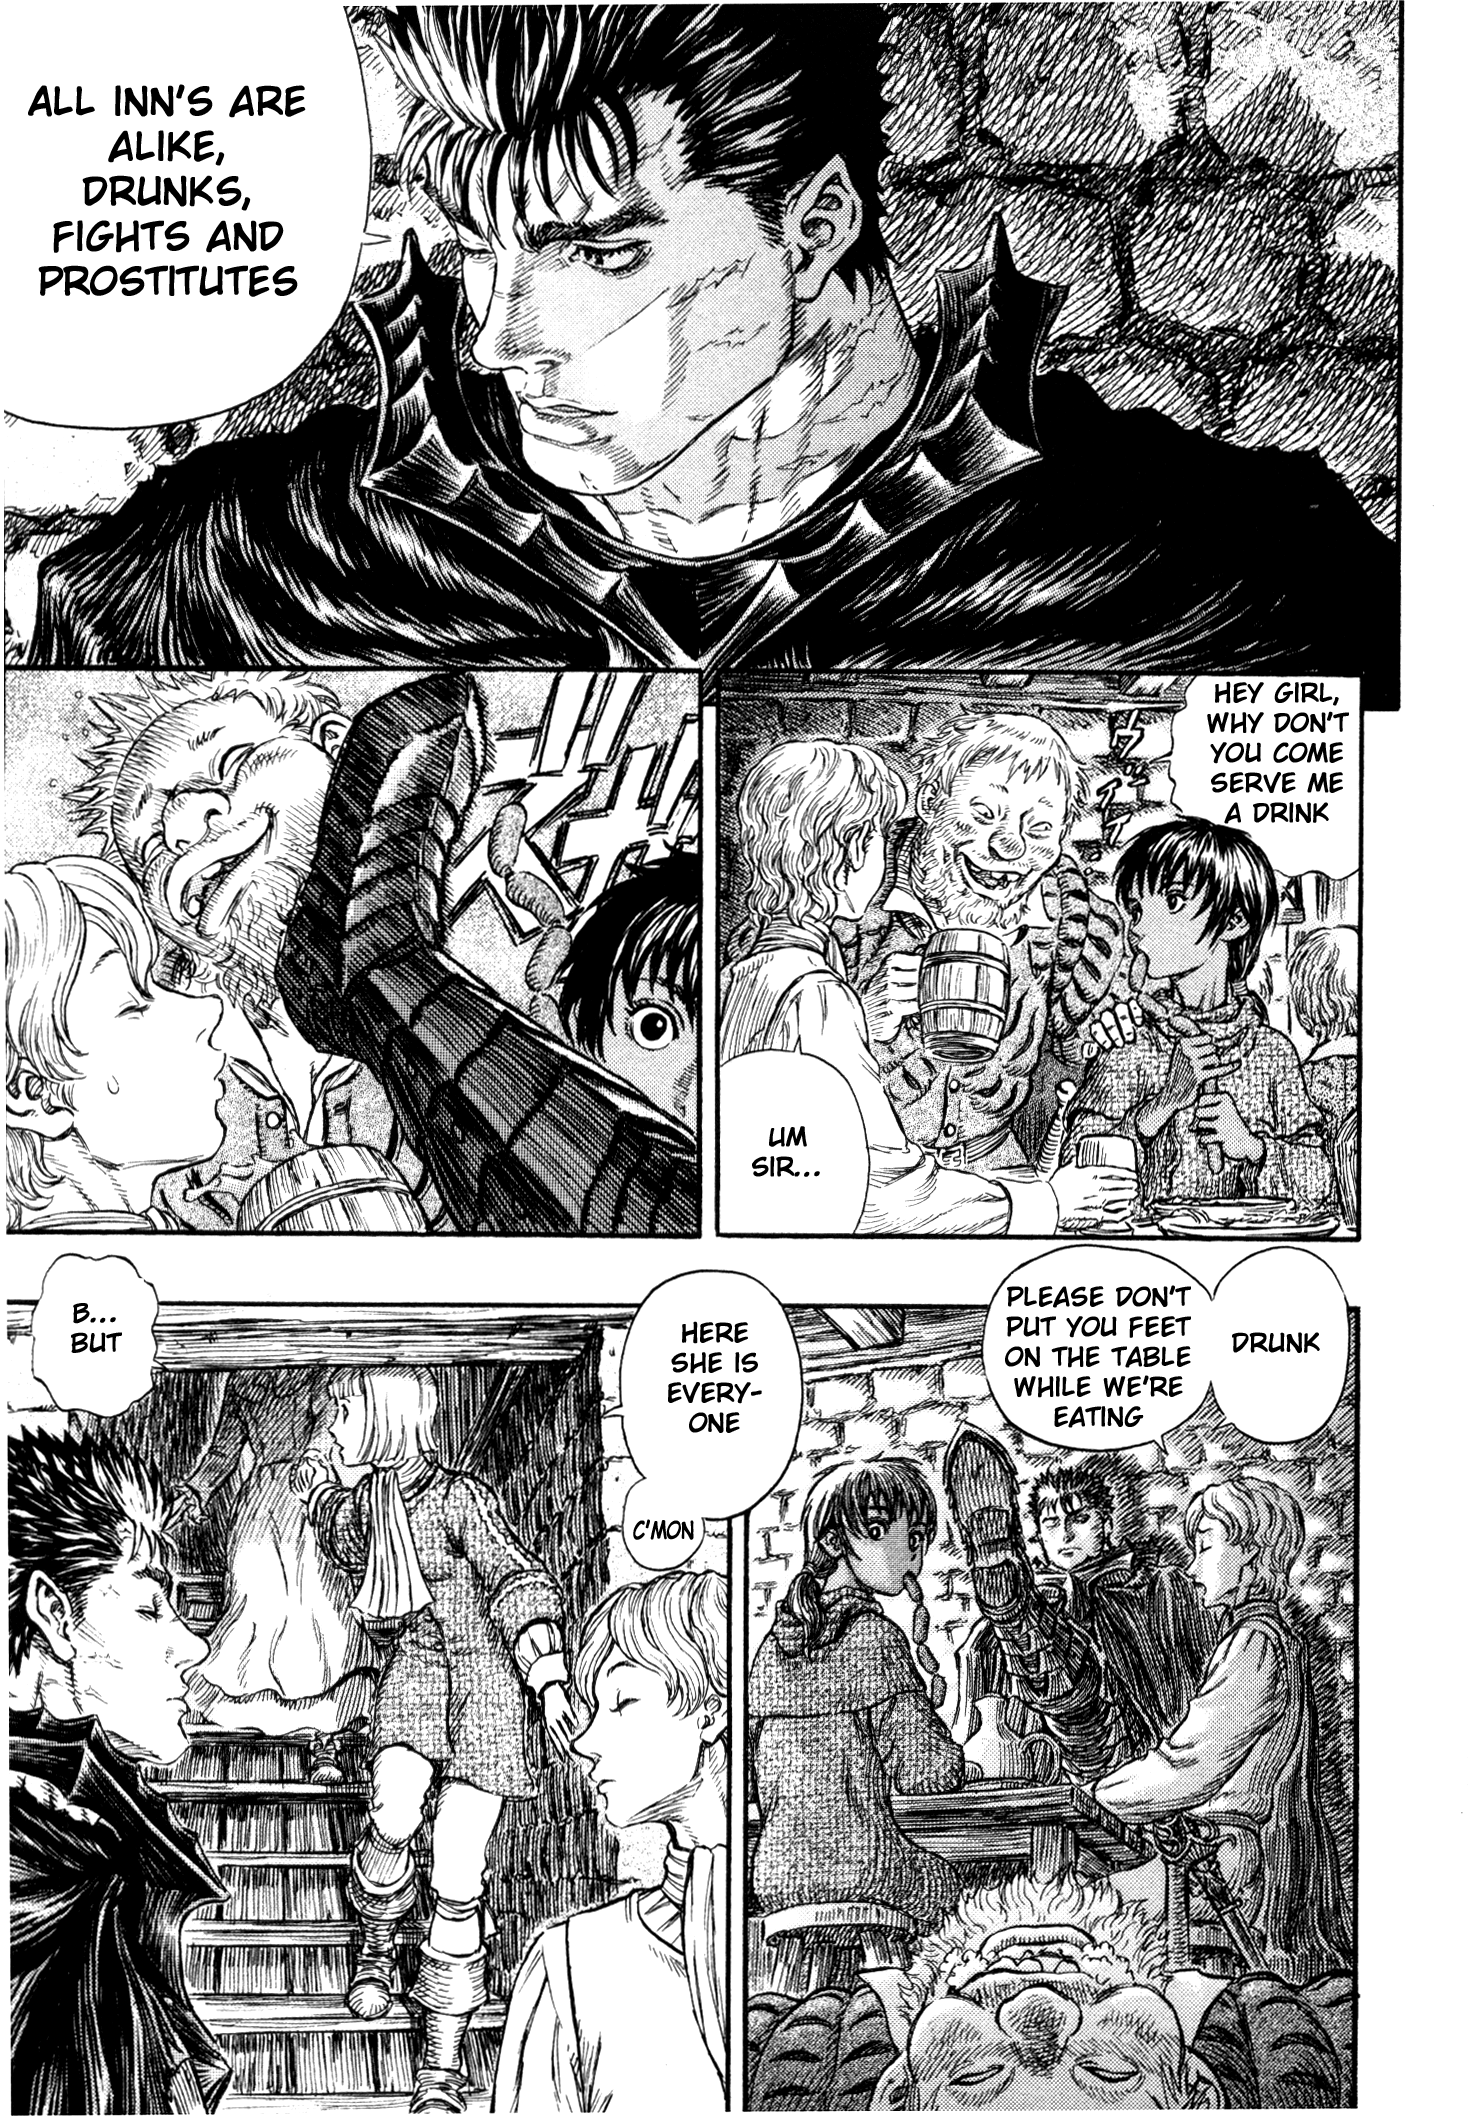 ALL INN'S ARE
ALIKE,
DRUNKS,
FIGHTS AND
PROSTITUTES
HEY GIRL,
WHY DON'T
YOU COME
SERVE ME
A DRINK
UM
SIR...
DRUNK
PLEASE DON'T
PUT YOU FEET
ON THE TABLE
WHILE WE'RE
EATING
HERE
SHE IS
EVERY-
ONE
C'MON
B...
BUT